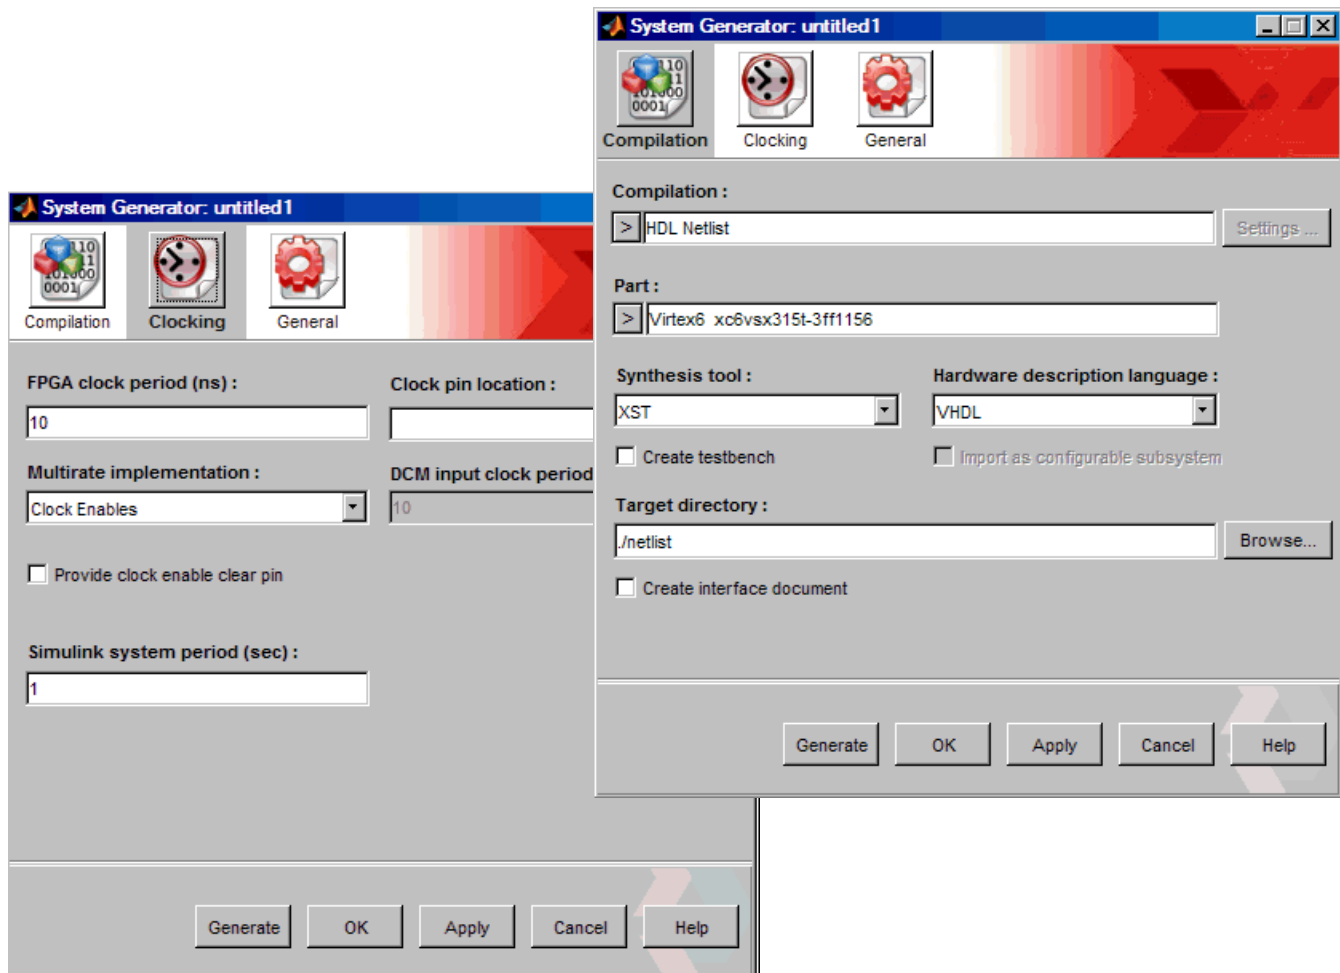 System Generator: untitled1
Compilation
Clocking
General
Compilation :
> HDL Netlist
Settings ...
Part :
> Virtex6 xc6vsx315t-3ff1156
Synthesis tool :
Hardware description language :
XST
VHDL
Create testbench
Import as configurable subsystem
Target directory :
./netlist
Browse...
Create interface document
Generate
OK
Apply
Cancel
Help
System Generator: untitled1
Compilation
Clocking
General
FPGA clock period (ns) :
Clock pin location :
10
Multirate implementation :
DCM input clock period
Clock Enables
10
Provide clock enable clear pin
Simulink system period (sec) :
1
Generate
OK
Apply
Cancel
Help